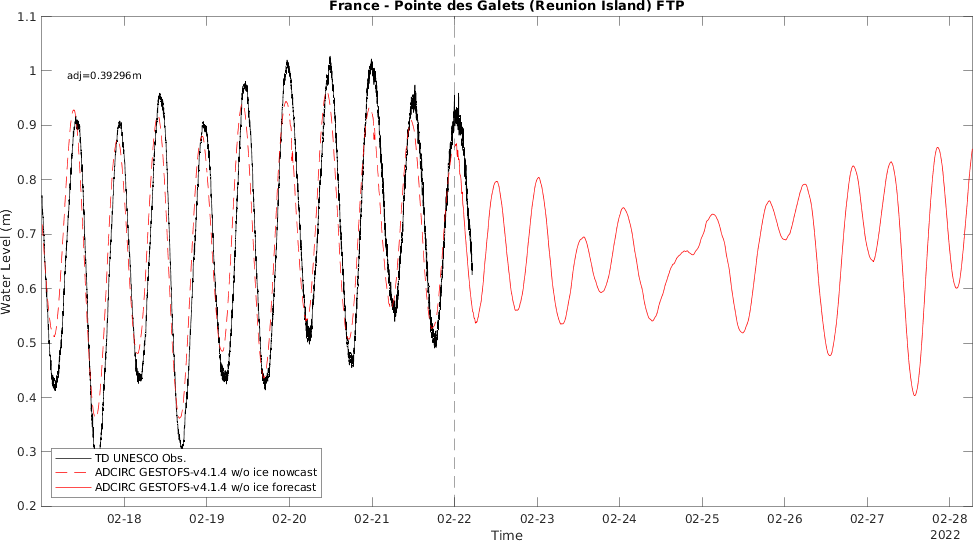 France - Pointe des Galets (Reunion Island) FTP
1.1
1
0.9
0.8
0.7
0.6
0.5
0.4
0.3
0.2
Water Level (m)
adj=0.39296m
TD UNESCO Obs.
ADCIRC GESTOFS-v4.1.4 w/o ice nowcast
ADCIRC GESTOFS-v4.1.4 w/o ice forecast
02-18 02-19 02-20 02-21 02-22 02-23 02-24 02-25 02-26 02-27 02-28
2022
Time